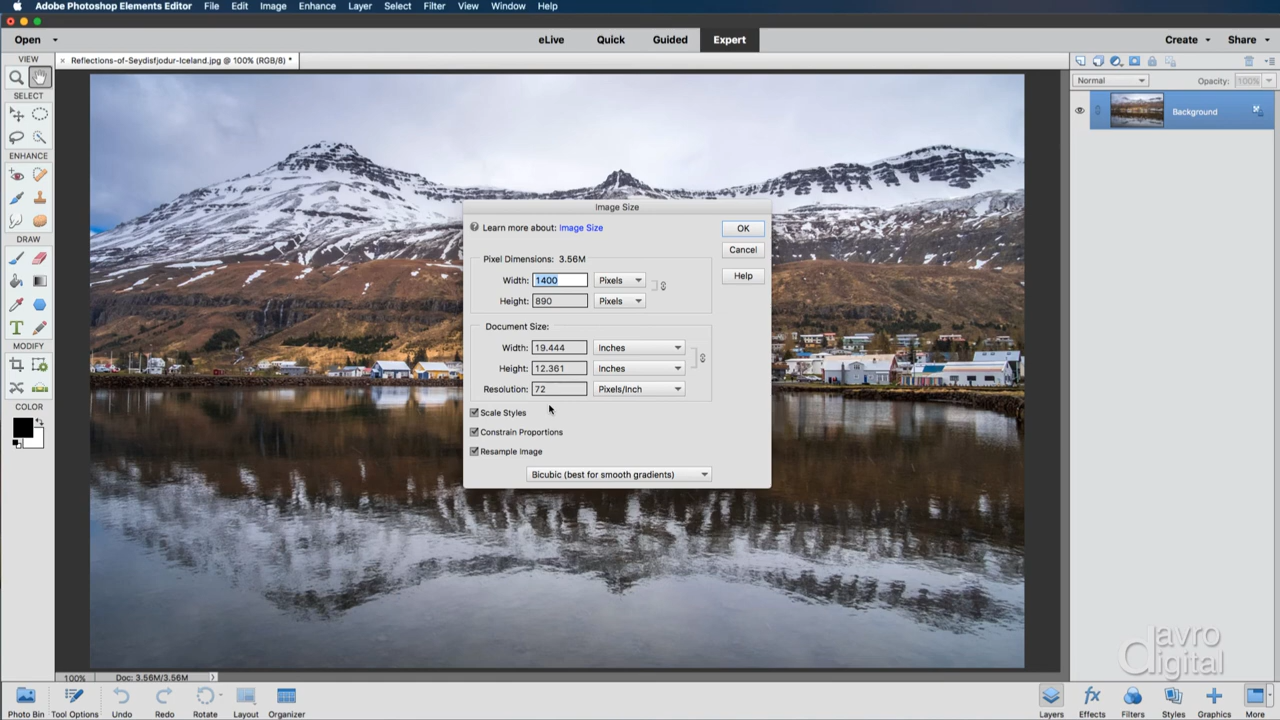 Adobe Photoshop Elements Editor File Edit Image Enhance Layer Select Filter View Window Help
Open eLive Quick Guided Expert Create Share
VIEW × Reflections-of-Seydisfjodur-Iceland.jpg @ 100% (RGB/8) *
Normal Opacity: 100%
SELECT
Background
ENHANCE
Image Size
Learn more about: Image Size OK
DRAW
Cancel
Pixel Dimensions: 3.56M
Help
Width: 1400 Pixels
Height: 890 Pixels
Document Size:
MODIFY
Width: 19.444 Inches
Height: 12.361 Inches
Resolution: 72 Pixels/Inch
COLOR
Scale Styles
Constrain Proportions
Resample Image
Bicubic (best for smooth gradients)
davro
digital
100% Doc: 3.56M/3.56M
Photo Bin Tool Options Undo Redo Rotate Layout Organizer Layers Effects Filters Styles Graphics More